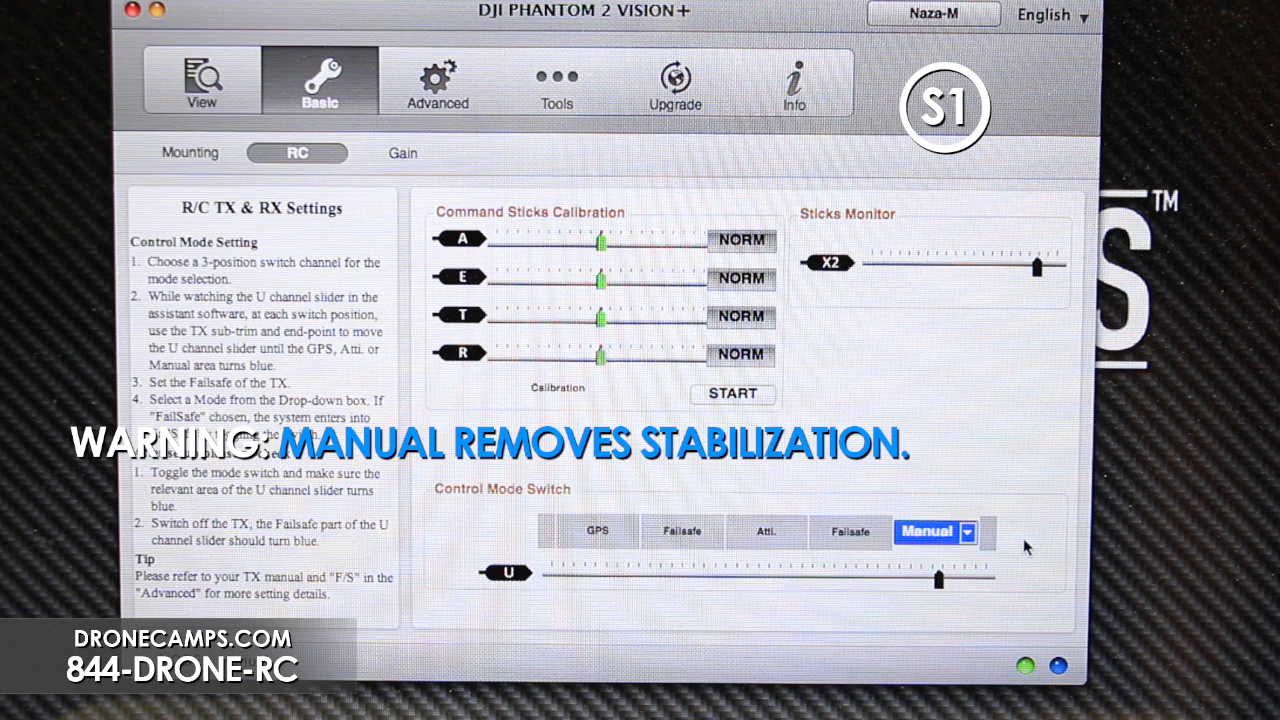 DJI PHANTOM 2 VISION+
Naza-M
English
View
Basic
Advanced
Tools
Upgrade
Info
S1
Mounting
RC
Gain
R/C TX & RX Settings
Control Mode Setting
1. Choose a 3-position switch channel for the
mode selection.
2. While watching the U channel slider in the
assistant software, at each switch position,
use the TX sub-trim and end-point to move
the U channel slider until the GPS, Atti. or
Manual area turns blue.
3. Set the Failsafe of the TX.
4. Select a Mode from the Drop-down box. If
"FailSafe" chosen, the system enters into
1. Toggle the mode switch and make sure the
relevant area of the U channel slider turns
blue.
2. Switch off the TX, the Failsafe part of the U
channel slider should turn blue.
Tip
Please refer to your TX manual and "F/S" in the
"Advanced" for more setting details.
Command Sticks Calibration
A NORM
E NORM
T NORM
R NORM
Calibration START
Sticks Monitor
X2
S™
WARNING: MANUAL REMOVES STABILIZATION.
Control Mode Switch
GPS Failsafe Atti. Failsafe Manual
U
DRONECAMPS.COM
844-DRONE-RC